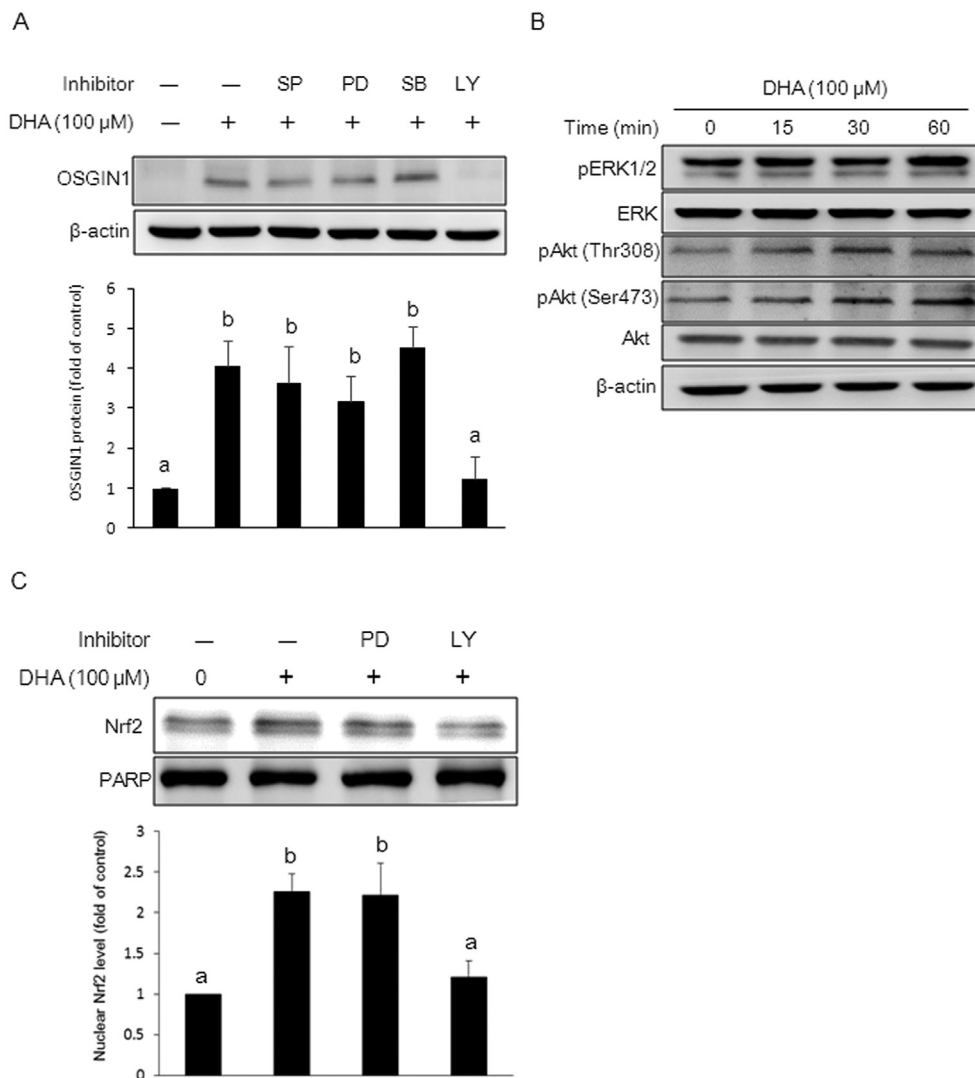 A
Inhibitor — — SP PD SB LY
DHA (100 µM) — + + + + +
OSGIN1
β-actin
OSGIN1 protein (fold of control)
6
5
4
3
2
1
0
a b b b b a
B
DHA (100 µM)
Time (min) 0 15 30 60
pERK1/2
ERK
pAkt (Thr308)
pAkt (Ser473)
Akt
β-actin
C
Inhibitor — — PD LY
DHA (100 µM) 0 + + +
Nrf2
PARP
Nuclear Nrf2 level (fold of control)
3
2.5
2
1.5
1
0.5
0
a b b a